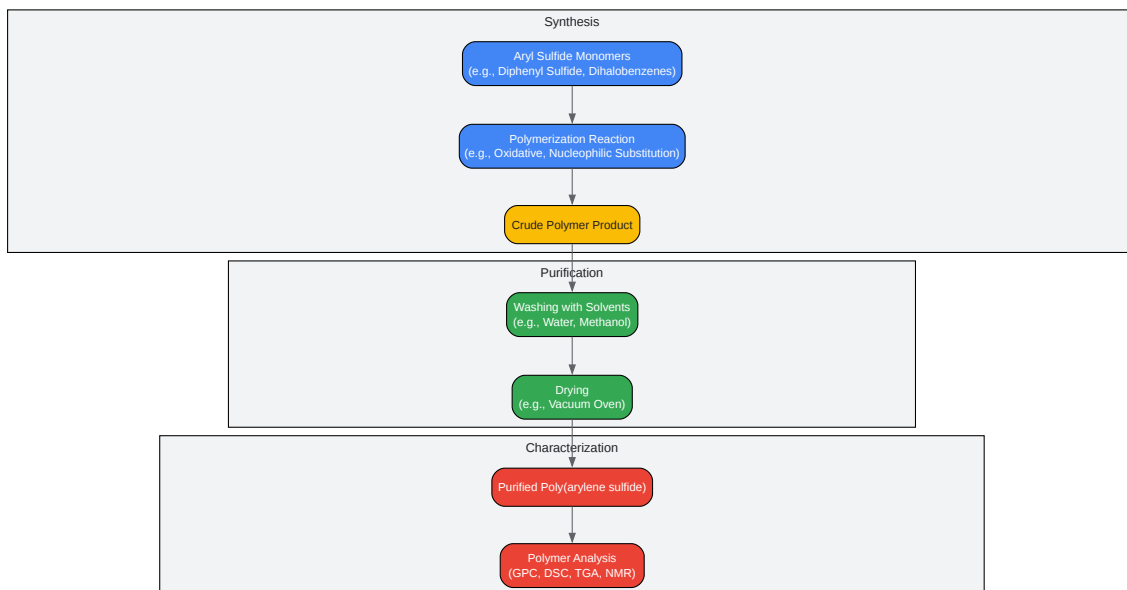 Synthesis
Aryl Sulfide Monomers
(e.g., Diphenyl Sulfide, Dihalobenzenes)
Polymerization Reaction
(e.g., Oxidative, Nucleophilic Substitution)
Crude Polymer Product
Purification
Washing with Solvents
(e.g., Water, Methanol)
Drying
(e.g., Vacuum Oven)
Characterization
Purified Poly(arylene sulfide)
Polymer Analysis
(GPC, DSC, TGA, NMR)